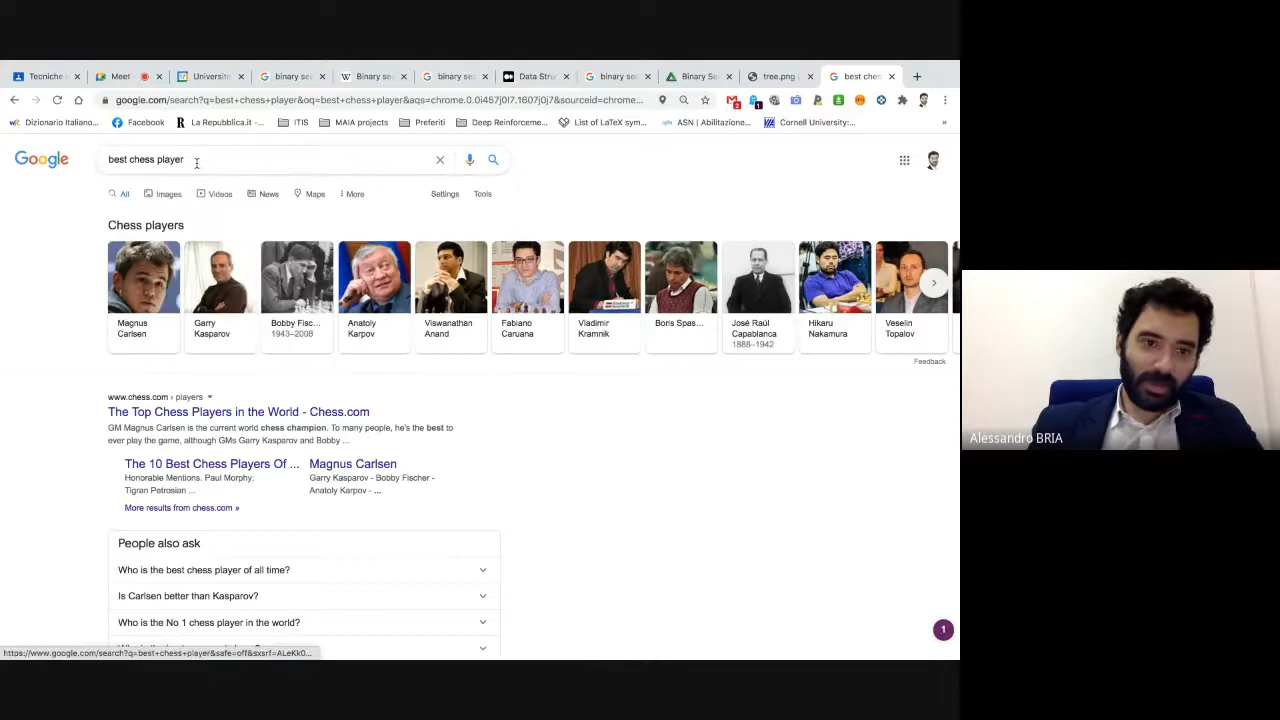 Tecniche
Meet
Universita
binary sea
Binary sea
binary sea
Data Struc
binary sea
Binary Sea
tree.png (
best ches
google.com/search?q=best+chess+player&oq=best+chess+player&aqs=chrome.0.0i457j0l7.1607j0j7&sourceid=chrome...
2
1
Dizionario Italiano...
Facebook
R La Repubblica.it -...
ITIS
MAIA projects
Preferiti
Deep Reinforceme...
List of LaTeX sym...
ASN | Abilitazione...
Cornell University:...
»
Google
best chess player
All
Images
Videos
News
Maps
More
Settings
Tools
Chess players
Magnus
Carlsen
Garry
Kasparov
Bobby Fisc...
1943–2008
Anatoly
Karpov
Viswanathan
Anand
Fabiano
Caruana
Vladimir
Kramnik
Boris Spas...
José Raúl
Capablanca
1888–1942
Hikaru
Nakamura
Veselin
Topalov
Feedback
www.chess.com › players
The Top Chess Players in the World - Chess.com
GM Magnus Carlsen is the current world chess champion. To many people, he's the best to
ever play the game, although GMs Garry Kasparov and Bobby ...
The 10 Best Chess Players Of ...
Honorable Mentions. Paul Morphy;
Tigran Petrosian ...
Magnus Carlsen
Garry Kasparov - Bobby Fischer -
Anatoly Karpov - ...
More results from chess.com »
People also ask
Who is the best chess player of all time?
Is Carlsen better than Kasparov?
Who is the No 1 chess player in the world?
1
https://www.google.com/search?q=best+chess+player&safe=off&sxsrf=ALeKk0...
Alessandro BRIA